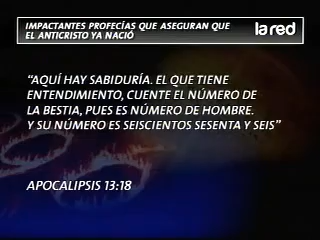 IMPACTANTES PROFECÍAS QUE ASEGURAN QUE
EL ANTICRISTO YA NACIÓ
la red
“AQUÍ HAY SABIDURÍA. EL QUE TIENE
ENTENDIMIENTO, CUENTE EL NÚMERO DE
LA BESTIA, PUES ES NÚMERO DE HOMBRE.
Y SU NÚMERO ES SEISCIENTOS SESENTA Y SEIS”
APOCALIPSIS 13:18